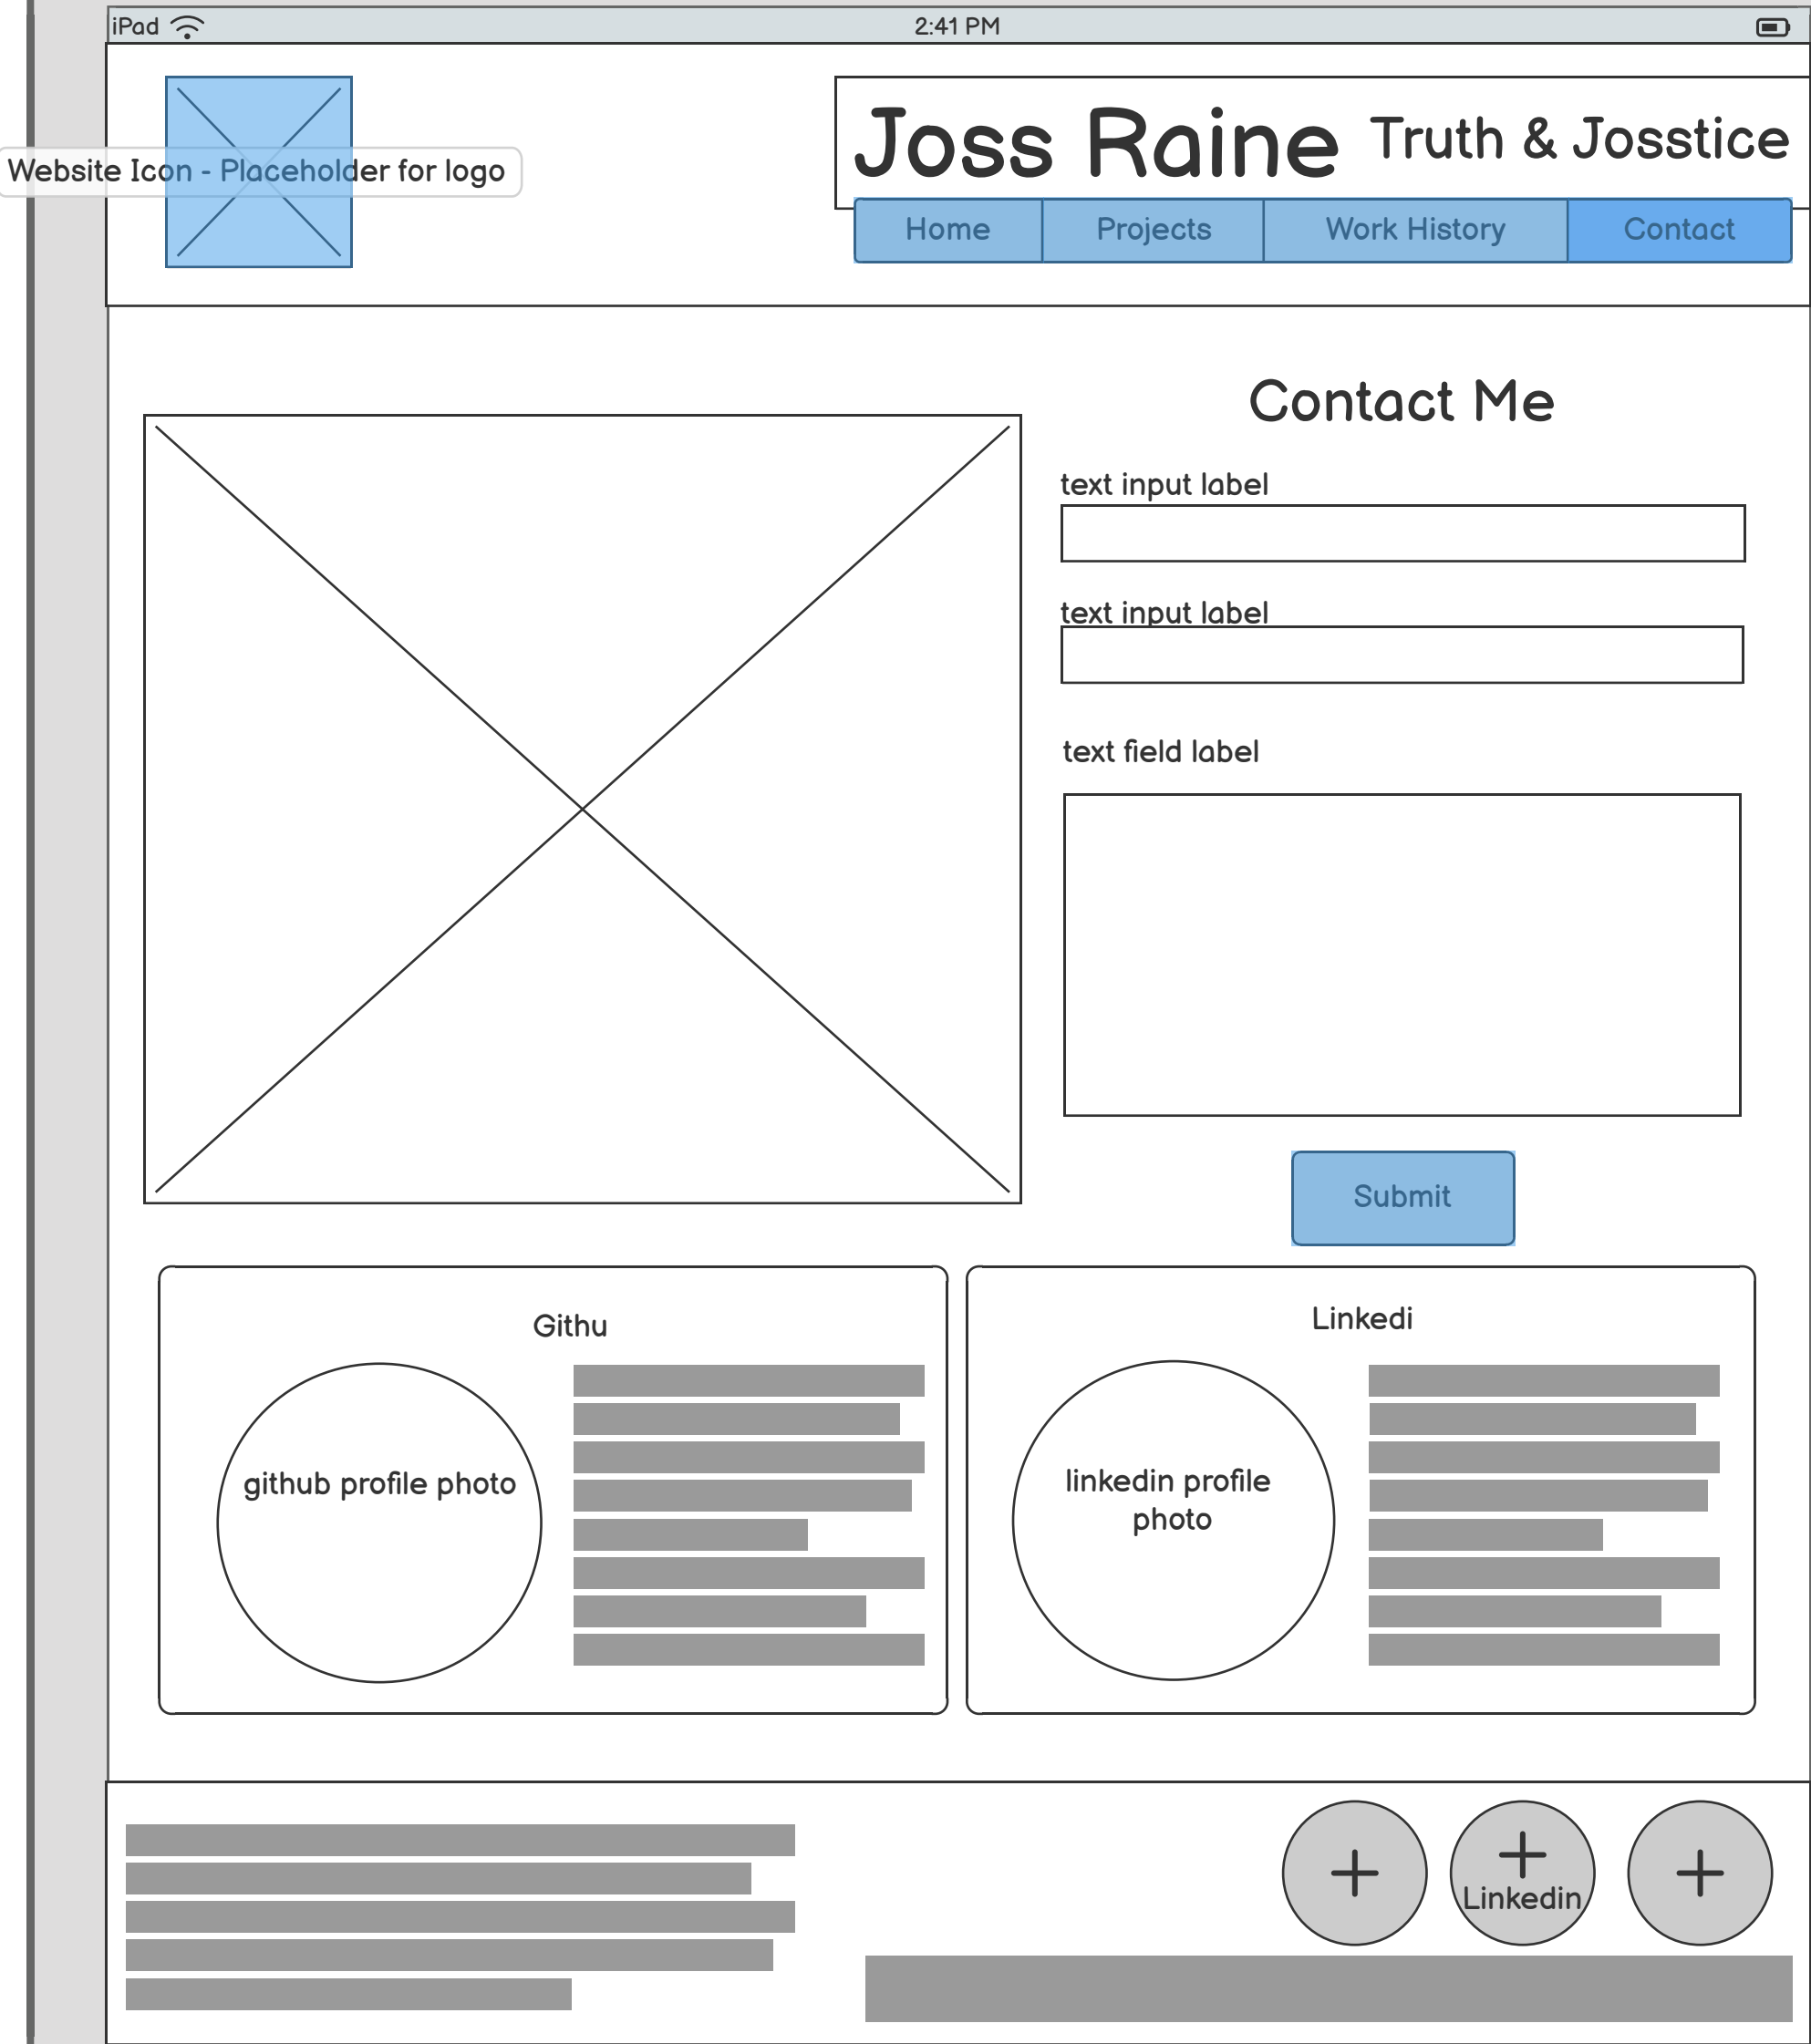 iPad
2:41 PM
Joss Raine Truth & Josstice
Website Icon - Placeholder for logo
Home Projects Work History Contact
Contact Me
text input label
text input label
text field label
Submit
Githu
github profile photo
Linkedi
linkedin profile
photo
Linkedin